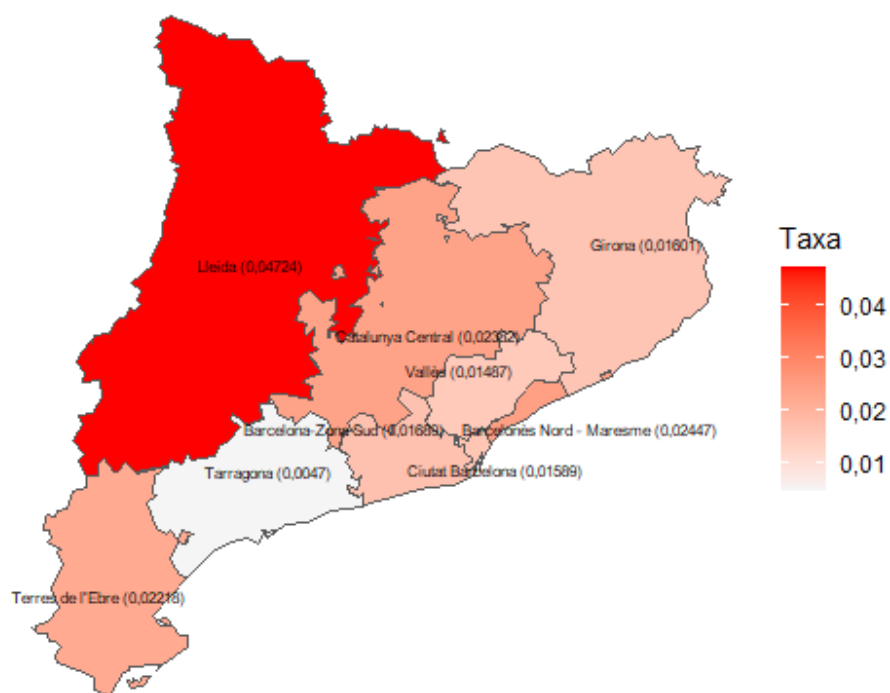 Taxa
Girona (0,01601)
Lleida (0,04724)
0,04
Catalunya Central (0,02382)
0,03
Vallès (0,01487)
0,02
Barcelona-Zona Sud (0,01689)
Barcelonès Nord - Maresme (0,02447)
Tarragona (0,0047)
Ciutat Barcelona (0,01589)
0,01
Terres de l''Ebre (0,02218)